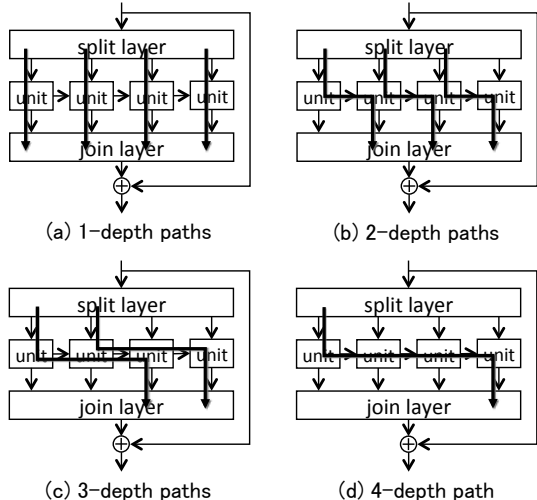 split layer
split layer
unit unit unit unit
unit unit unit unit
join layer
join layer
(a) 1-depth paths
(b) 2-depth paths
split layer
split layer
unit unit unit unit
unit unit unit unit
join layer
join layer
(c) 3-depth paths
(d) 4-depth path